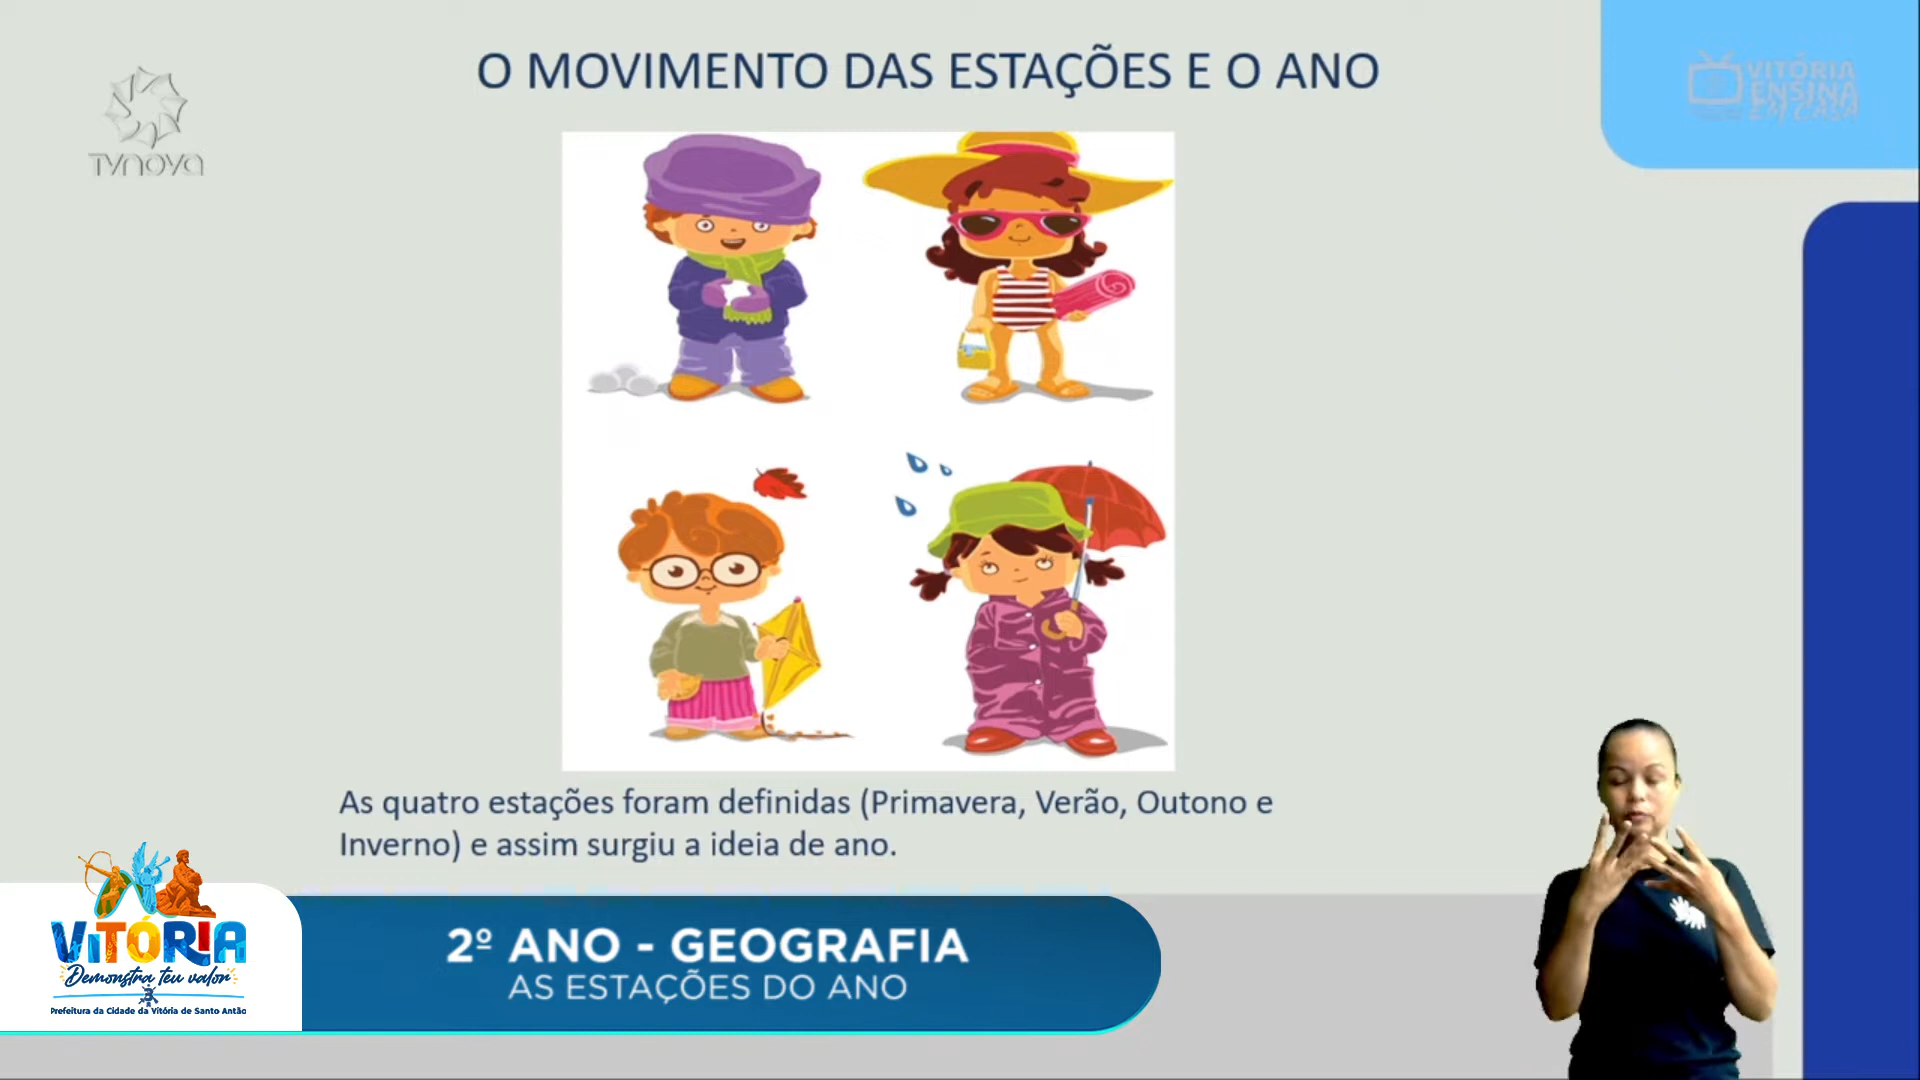 O MOVIMENTO DAS ESTAÇÕES E O ANO
TVNOVA
VITÓRIA
ENSINA
EM CASA
As quatro estações foram definidas (Primavera, Verão, Outono e
Inverno) e assim surgiu a ideia de ano.
VITÓRIA
Demonstra teu valor
Prefeitura da Cidade da Vitória de Santo Antão
2º ANO - GEOGRAFIA
AS ESTAÇÕES DO ANO